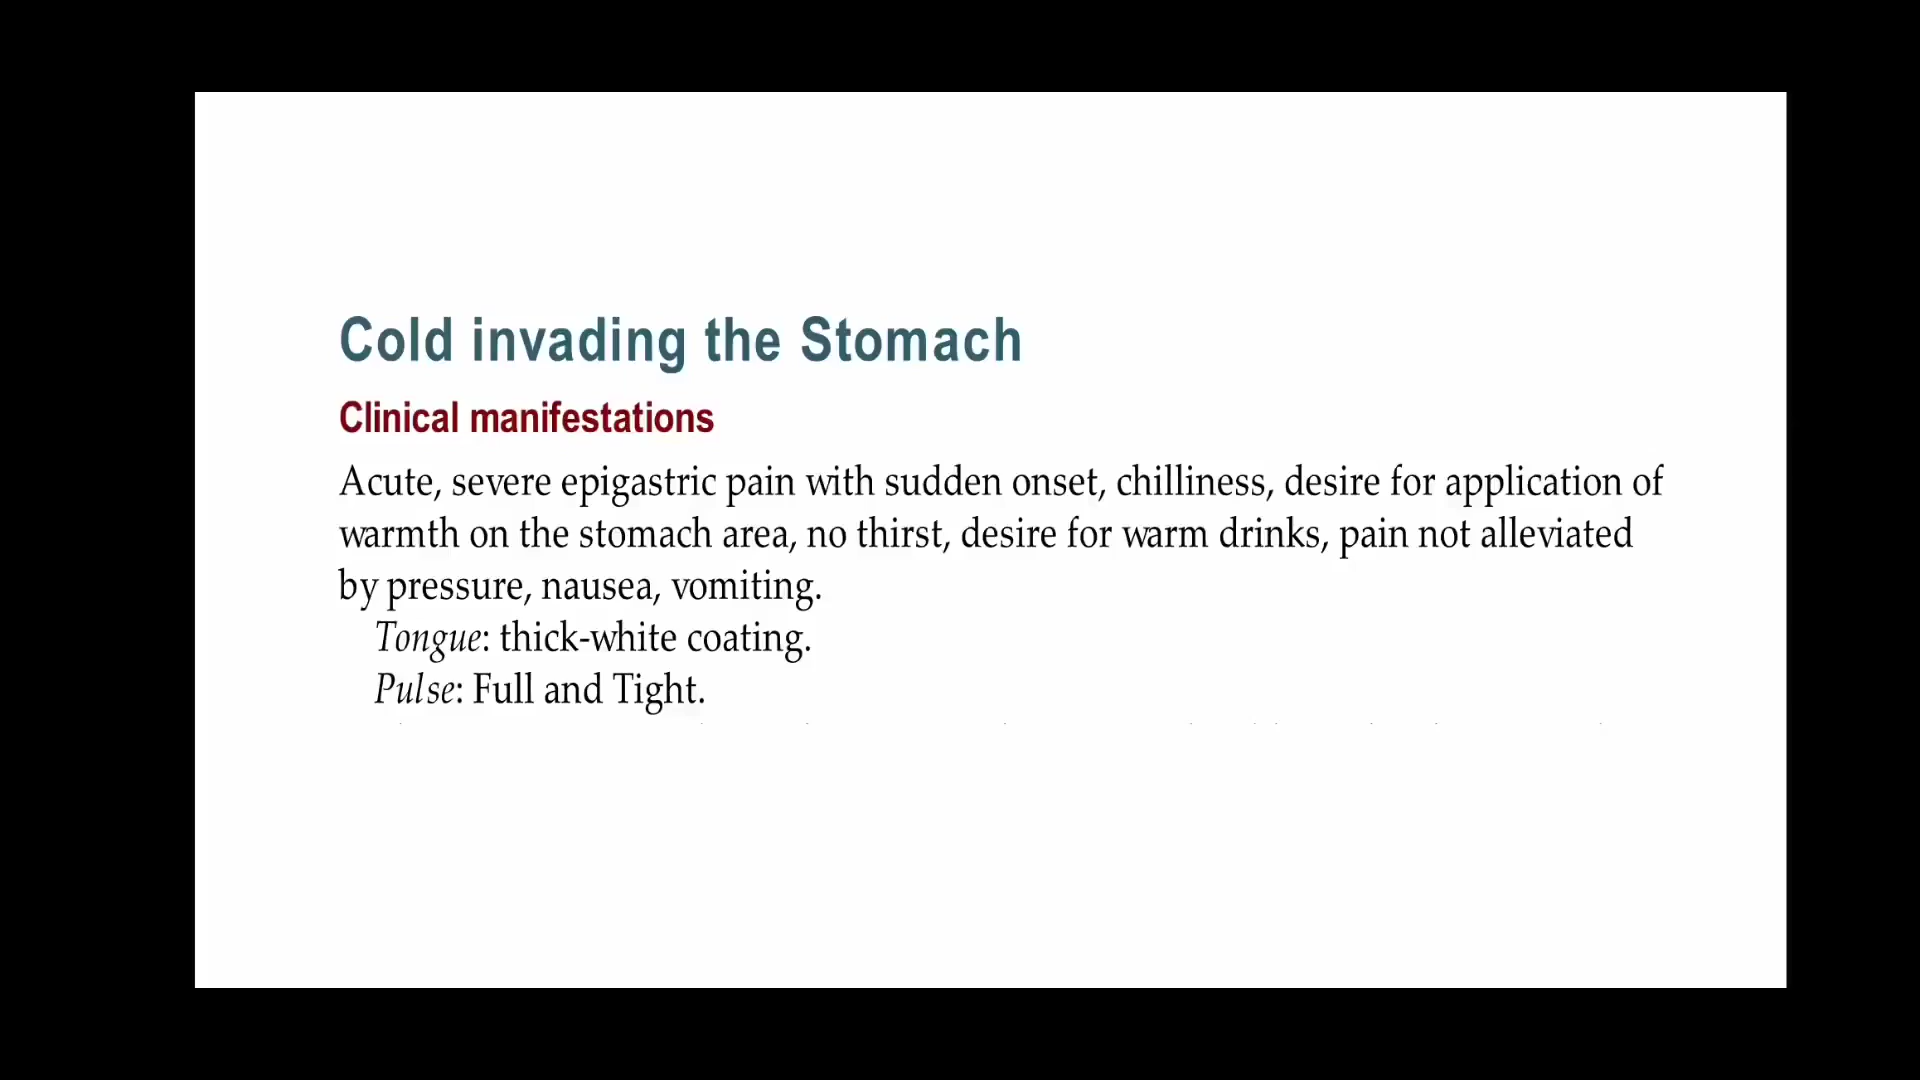 Cold invading the Stomach
Clinical manifestations
Acute, severe epigastric pain with sudden onset, chilliness, desire for application of
warmth on the stomach area, no thirst, desire for warm drinks, pain not alleviated
by pressure, nausea, vomiting.
Tongue: thick-white coating.
Pulse: Full and Tight.